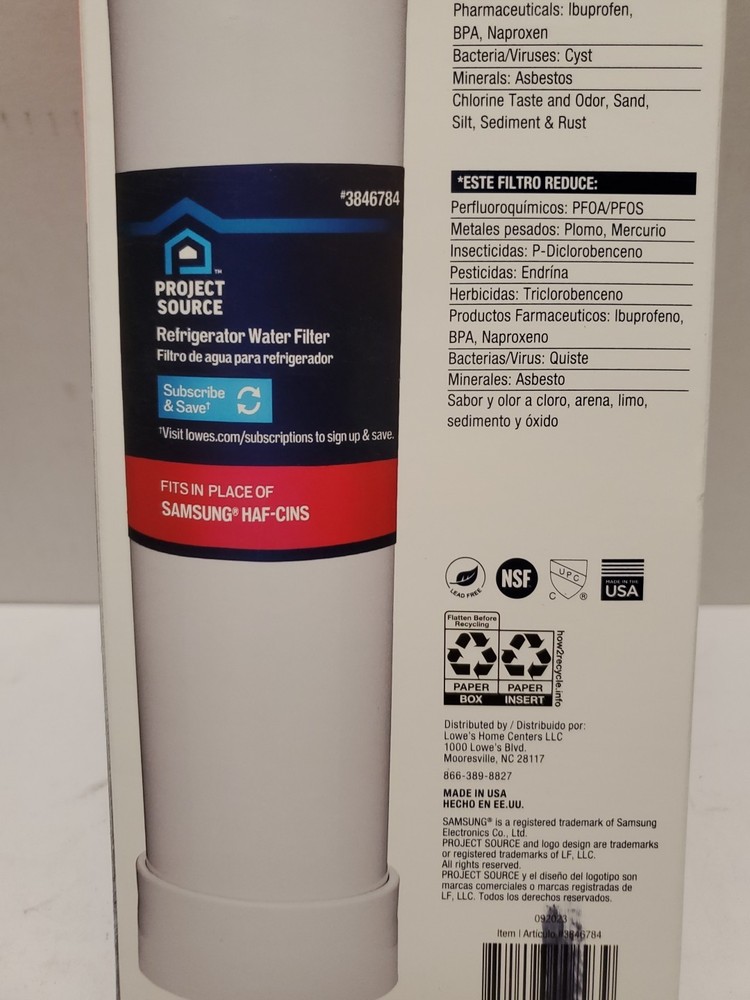 Pharmaceuticals: Ibuprofen,
BPA, Naproxen
Bacteria/Viruses: Cyst
Minerals: Asbestos
Chlorine Taste and Odor, Sand,
Silt, Sediment & Rust
*ESTE FILTRO REDUCE:
Perfluoroquímicos: PFOA/PFOS
Metales pesados: Plomo, Mercurio
Insecticidas: P-Diclorobenceno
Pesticidas: Endrína
Herbicidas: Triclorobenceno
Productos Farmaceuticos: Ibuprofeno,
BPA, Naproxeno
Bacterias/Virus: Quiste
Minerales: Asbesto
Sabor y olor a cloro, arena, limo,
sedimento y óxido
#3846784
PROJECT
SOURCE
™
Refrigerator Water Filter
Filtro de agua para refrigerador
Subscribe
& Save†
†Visit lowes.com/subscriptions to sign up & save.
FITS IN PLACE OF
SAMSUNG® HAF-CINS
LEAD FREE
NSF
UPC
C ®
MADE IN THE
USA
Flatten Before
Recycling
PAPER
BOX
PAPER
INSERT
how2recycle.info
Distributed by / Distribuido por:
Lowe's Home Centers LLC
1000 Lowe's Blvd.
Mooresville, NC 28117
866-389-8827
MADE IN USA
HECHO EN EE.UU.
SAMSUNG® is a registered trademark of Samsung
Electronics Co., Ltd.
PROJECT SOURCE and logo design are trademarks
or registered trademarks of LF, LLC.
All rights reserved.
PROJECT SOURCE y el diseño del logotipo son
marcas comerciales o marcas registradas de
LF, LLC. Todos los derechos reservados.
092023
Item | Artículo #3846784